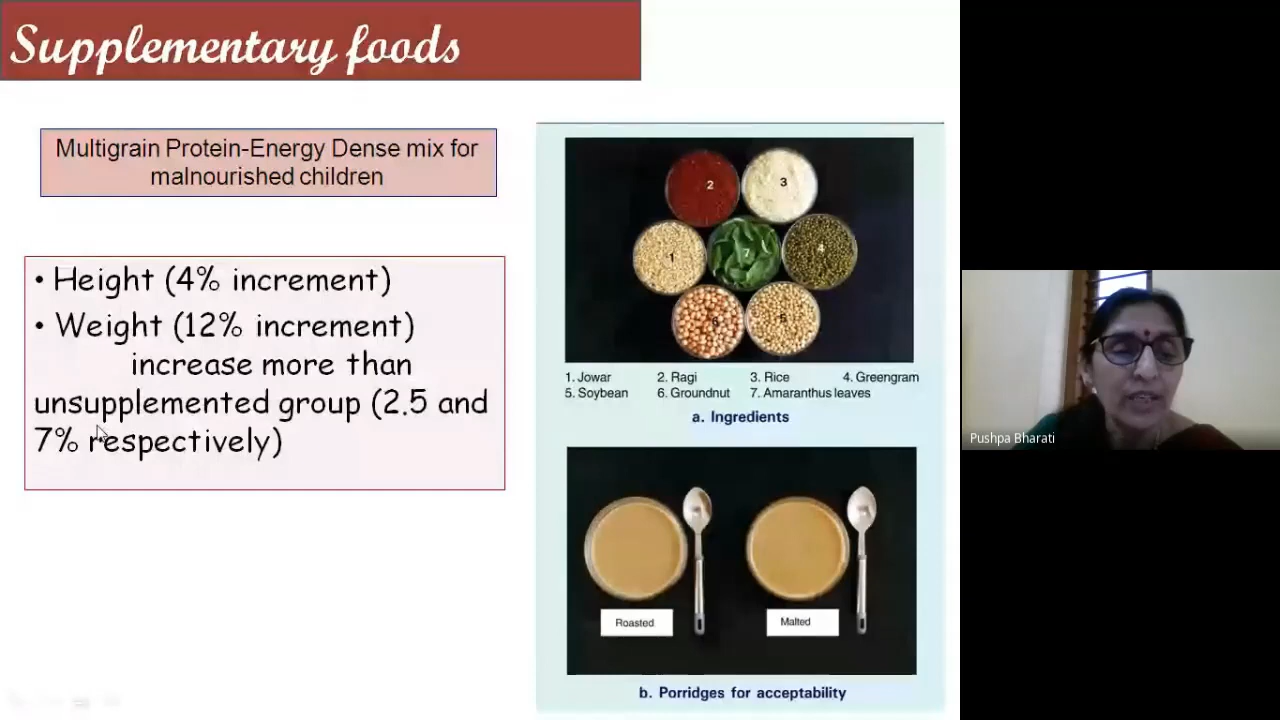 Supplementary foods
Multigrain Protein-Energy Dense mix for
malnourished children
• Height (4% increment)
• Weight (12% increment)
increase more than
unsupplemented group (2.5 and
7% respectively)
2
3
1
7
4
6
5
1. Jowar 2. Ragi 3. Rice 4. Greengram
5. Soybean 6. Groundnut 7. Amaranthus leaves
a. Ingredients
Roasted
Malted
b. Porridges for acceptability
Pushpa Bharati